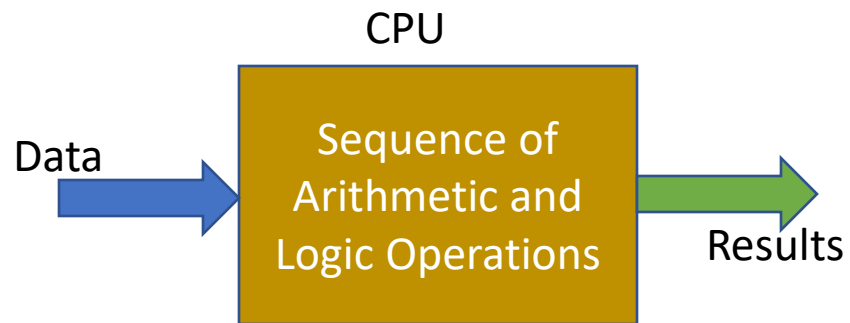 CPU
Data
Sequence of
Arithmetic and
Logic Operations
Results